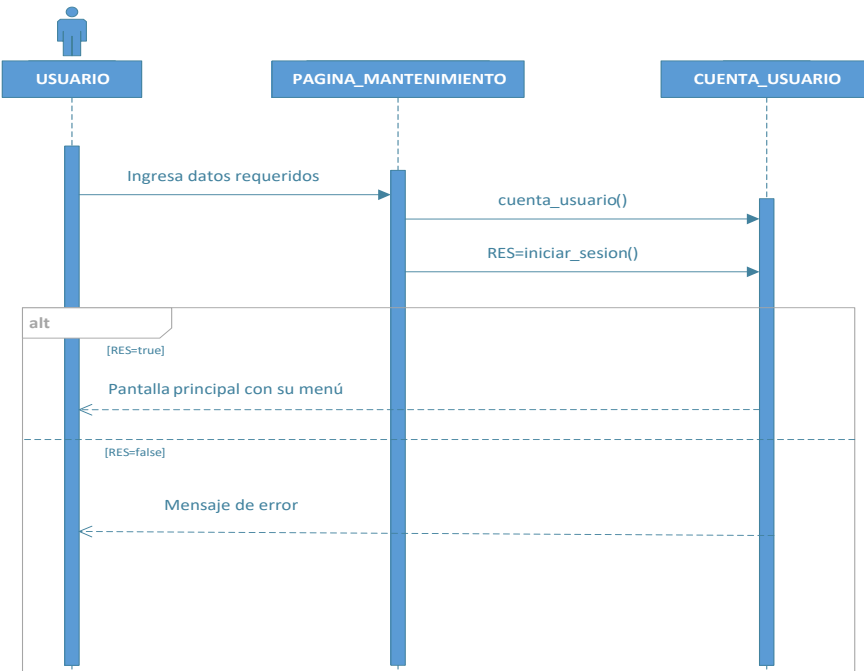 USUARIO
PAGINA_MANTENIMIENTO
CUENTA_USUARIO
Ingresa datos requeridos
cuenta_usuario()
RES=iniciar_sesion()
alt
[RES=true]
Pantalla principal con su menú
[RES=false]
Mensaje de error